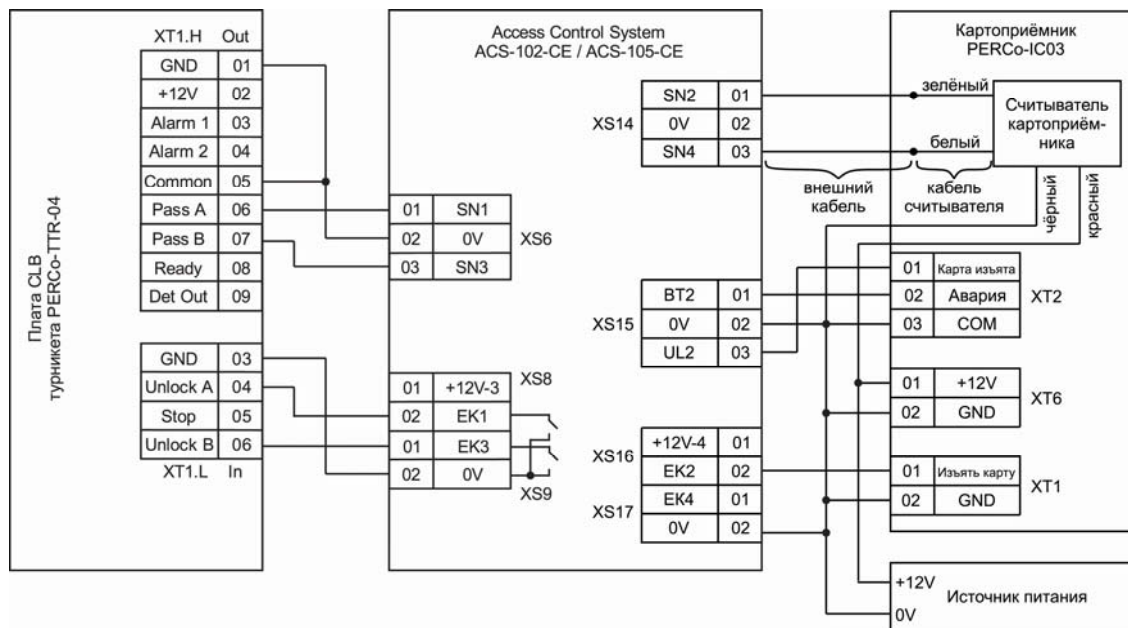 Плата CLB
турникета PERCo-TTR-04
XT1.H Out
GND 01
+12V 02
Alarm 1 03
Alarm 2 04
Common 05
Pass A 06
Pass B 07
Ready 08
Det Out 09
GND 03
Unlock A 04
Stop 05
Unlock B 06
XT1.L In
Access Control System
ACS-102-CE / ACS-105-CE
01 SN1
02 0V
03 SN3
XS6
XS8
01 +12V-3
02 EK1
01 EK3
02 0V
XS9
XS14
SN2 01
0V 02
SN4 03
XS15
BT2 01
0V 02
UL2 03
XS16
+12V-4 01
EK2 02
XS17
EK4 01
0V 02
Картоприёмник
PERCo-IC03
зелёный
белый
Считыватель
картоприём-
ника
внешний
кабель
кабель
считывателя
чёрный
красный
01 Карта изъята
02 Авария
03 COM
XT2
01 +12V
02 GND
XT6
01 Изъять карту
02 GND
XT1
+12V
Источник питания
0V